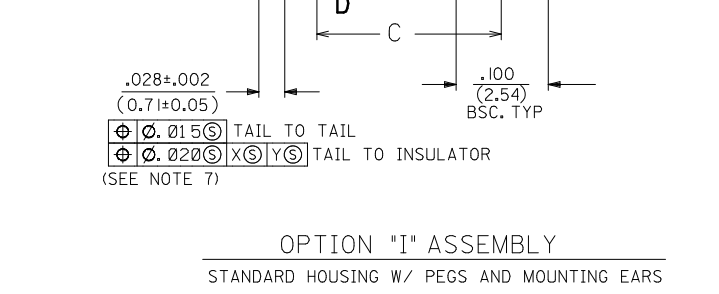 D
C
.028±.002
(0.71±0.05)
.100
(2.54)
BSC. TYP
⌖ Ø.015Ⓢ TAIL TO TAIL
⌖ Ø.020Ⓢ XⓈ YⓈ TAIL TO INSULATOR
(SEE NOTE 7)
OPTION "I" ASSEMBLY
STANDARD HOUSING W/ PEGS AND MOUNTING EARS